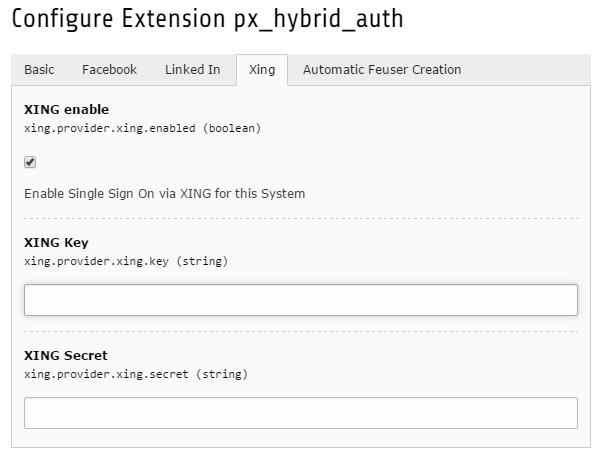 Configure Extension px_hybrid_auth
Basic Facebook Linked In Xing Automatic Feuser Creation
XING enable
xing.provider.xing.enabled (boolean)
Enable Single Sign On via XING for this System
XING Key
xing.provider.xing.key (string)
XING Secret
xing.provider.xing.secret (string)